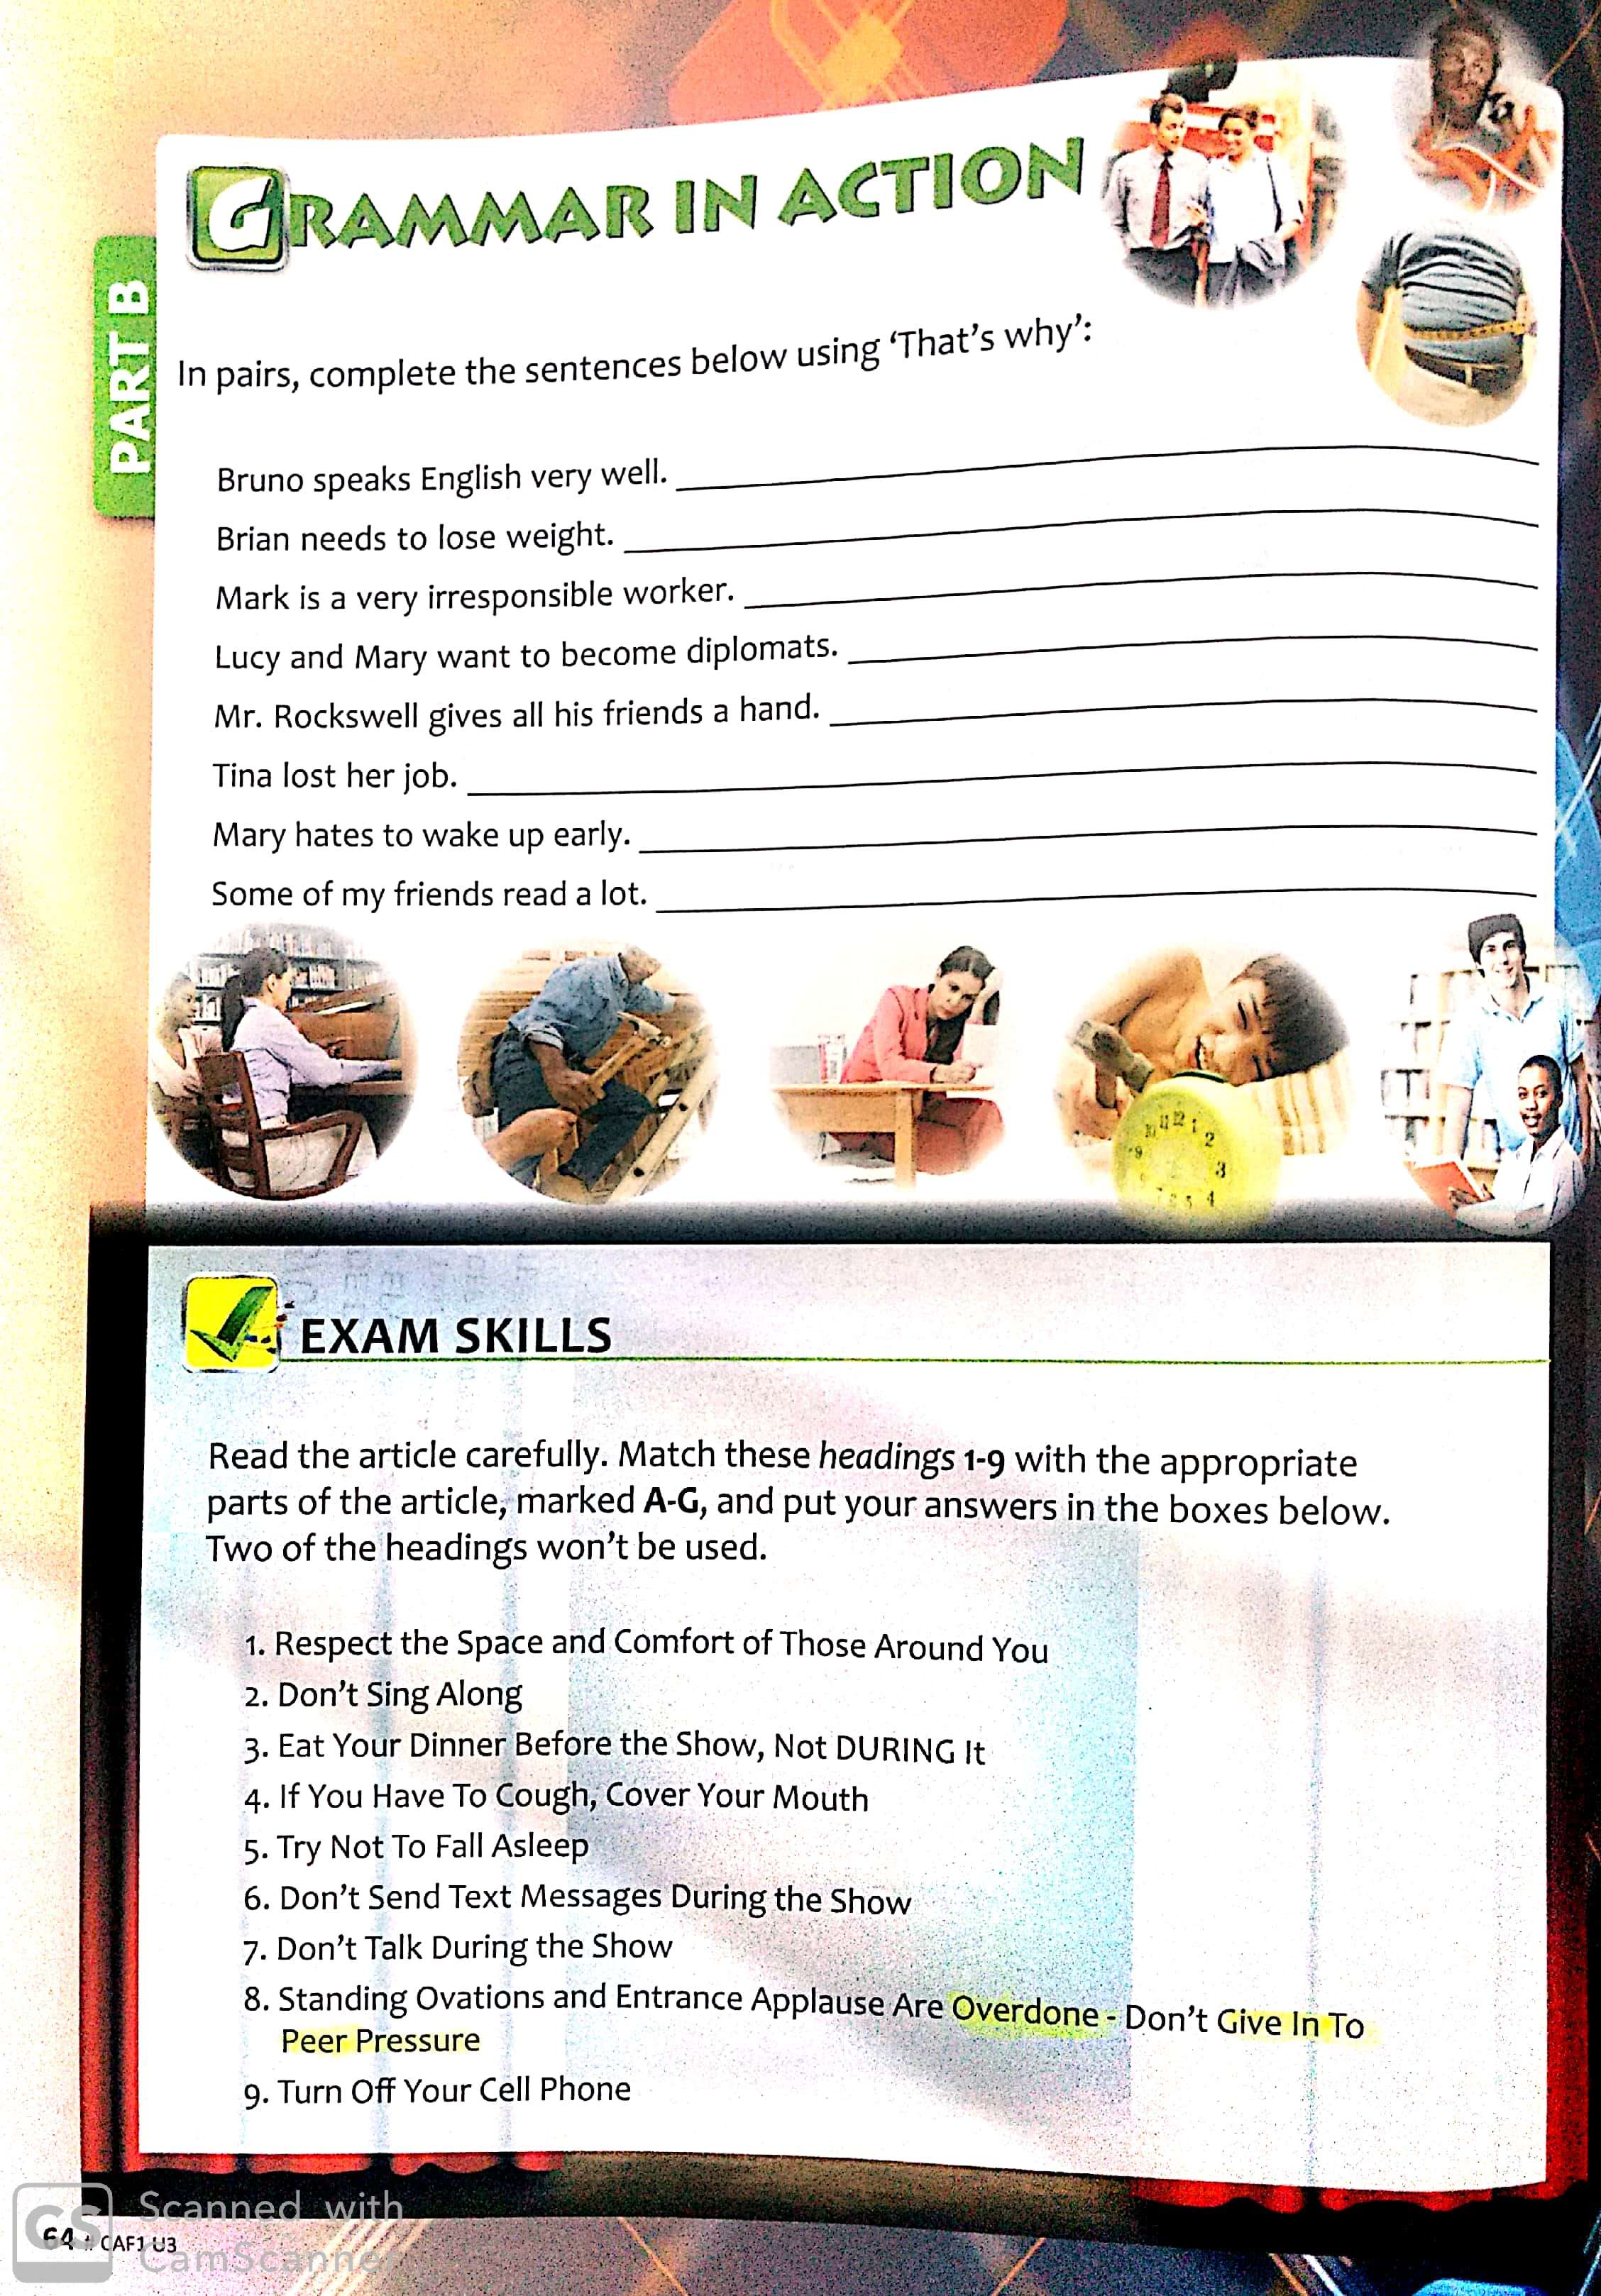 GRAMMAR IN ACTION
PART B
In pairs, complete the sentences below using ‘That’s why’:
Bruno speaks English very well.
Brian needs to lose weight.
Mark is a very irresponsible worker.
Lucy and Mary want to become diplomats.
Mr. Rockswell gives all his friends a hand.
Tina lost her job.
Mary hates to wake up early.
Some of my friends read a lot.
EXAM SKILLS
Read the article carefully. Match these headings 1-9 with the appropriate
parts of the article, marked A-G, and put your answers in the boxes below.
Two of the headings won’t be used.
1. Respect the Space and Comfort of Those Around You
2. Don’t Sing Along
3. Eat Your Dinner Before the Show, Not DURING It
4. If You Have To Cough, Cover Your Mouth
5. Try Not To Fall Asleep
6. Don’t Send Text Messages During the Show
7. Don’t Talk During the Show
8. Standing Ovations and Entrance Applause Are Overdone - Don’t Give In To
Peer Pressure
9. Turn Off Your Cell Phone
CS Scanned with
CamScanner
64 # CAF1 U3